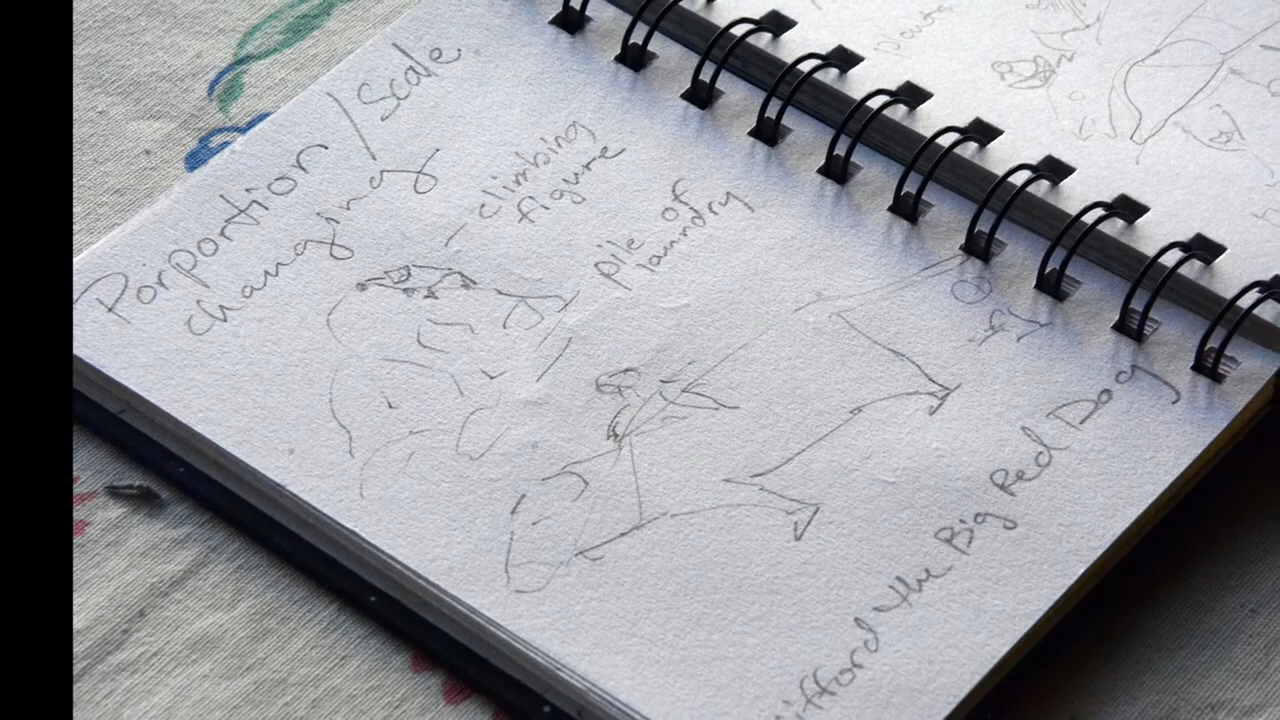 Porportion/Scale
changing
- climbing
figure
pile of
laundry
ifford the Big Red Dog